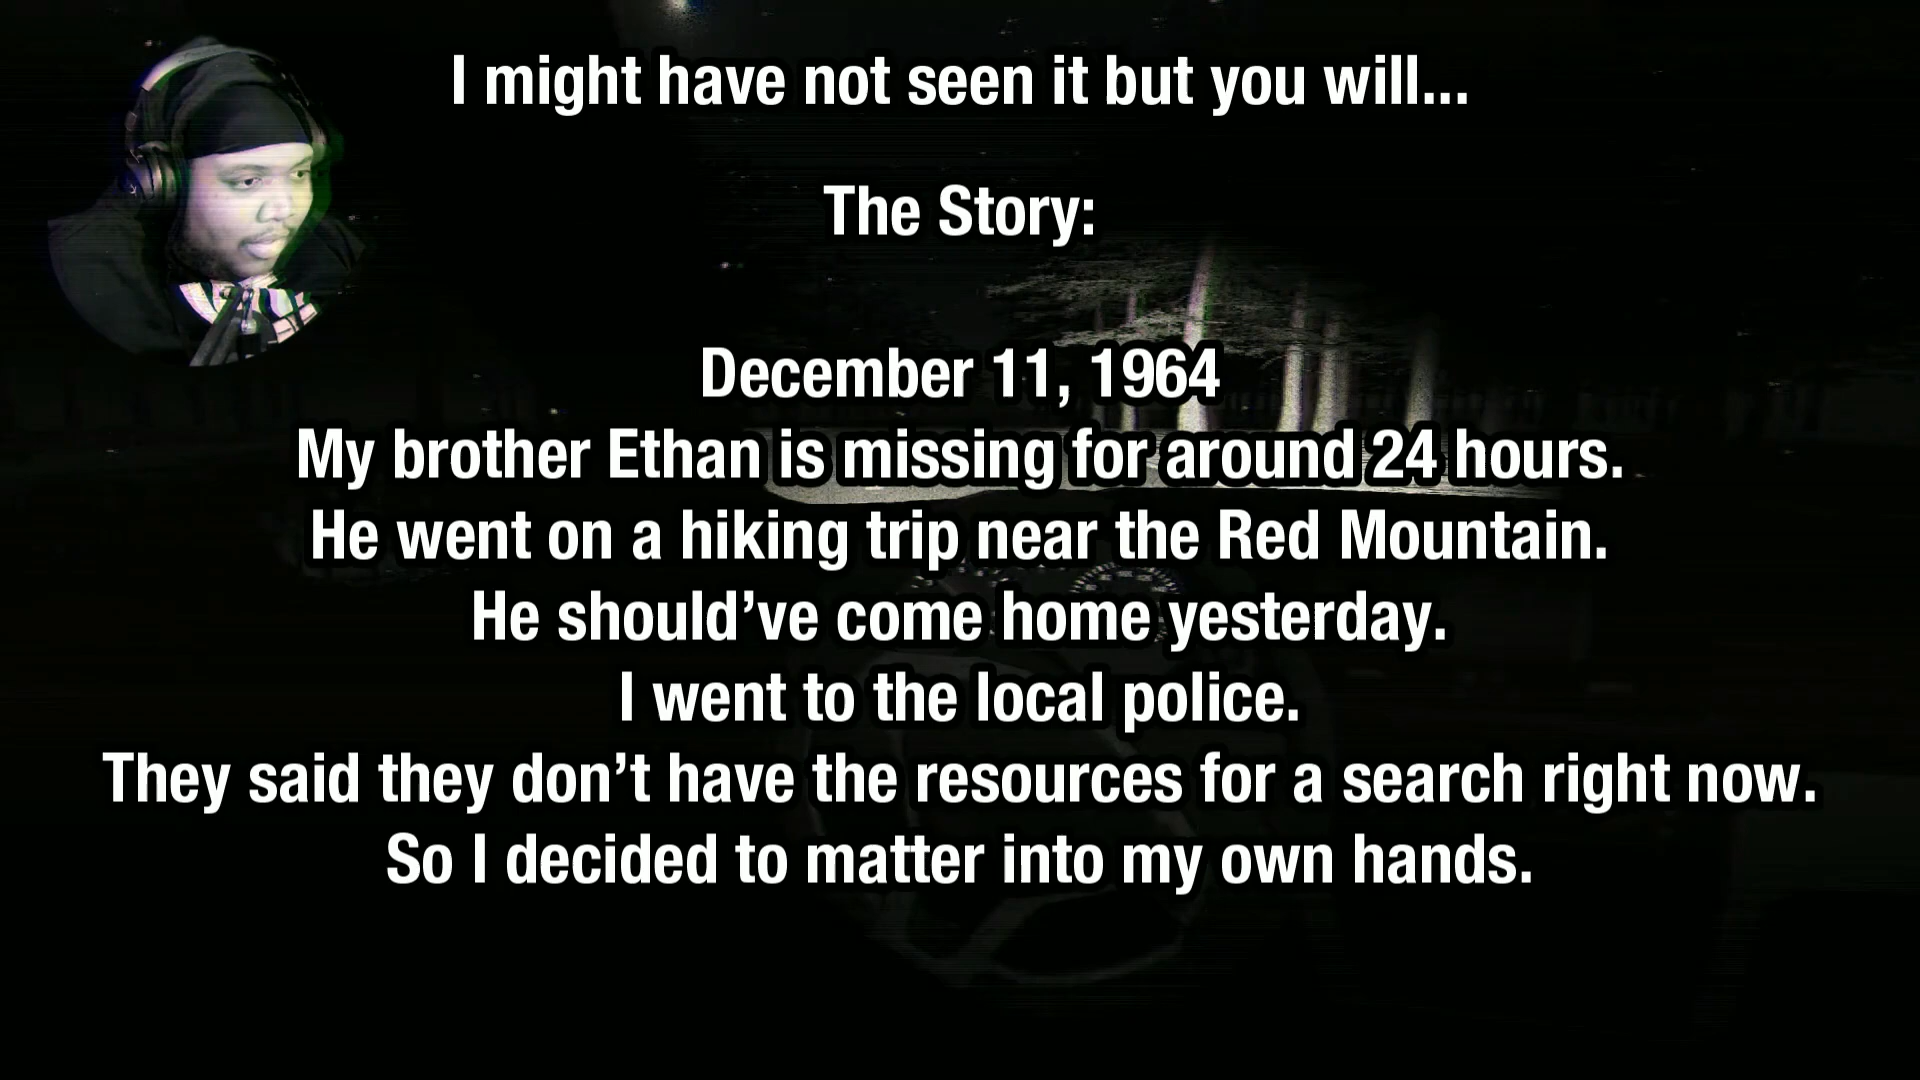 I might have not seen it but you will...
The Story:
December 11, 1964
My brother Ethan is missing for around 24 hours.
He went on a hiking trip near the Red Mountain.
He should’ve come home yesterday.
I went to the local police.
They said they don’t have the resources for a search right now.
So I decided to matter into my own hands.